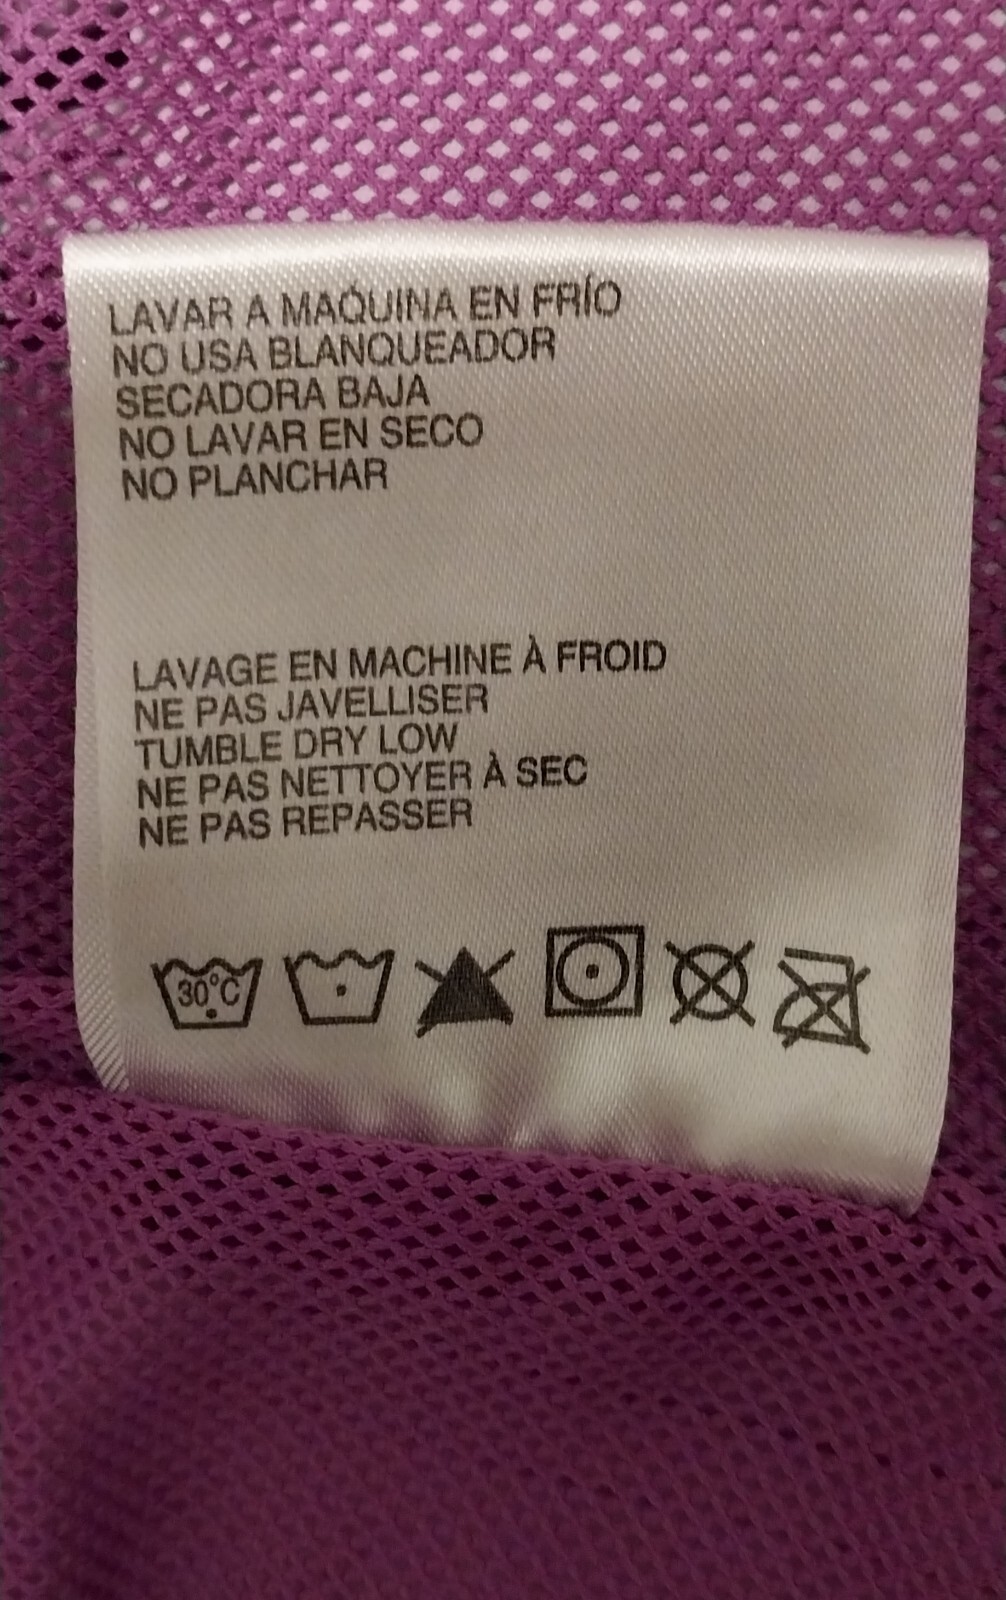 LAVAR A MAQUINA EN FRÍO
NO USA BLANQUEADOR
SECADORA BAJA
NO LAVAR EN SECO
NO PLANCHAR
LAVAGE EN MACHINE À FROID
NE PAS JAVELLISER
TUMBLE DRY LOW
NE PAS NETTOYER À SEC
NE PAS REPASSER
30°C